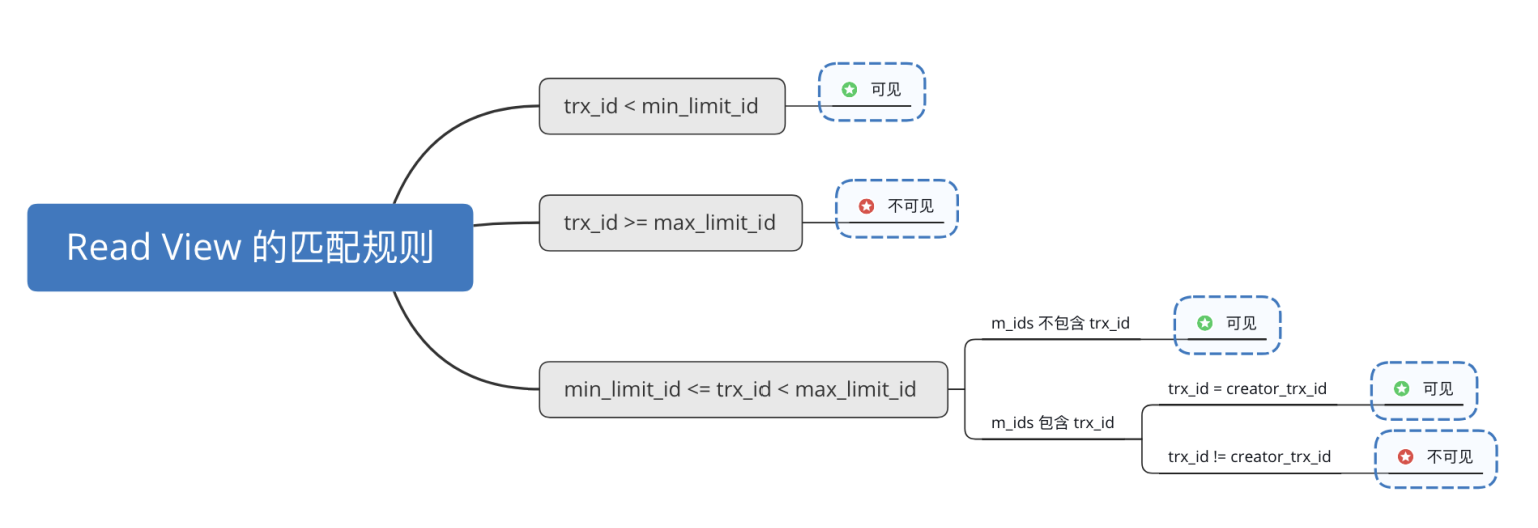 Read View 的匹配规则
trx_id < min_limit_id
可见
trx_id >= max_limit_id
不可见
min_limit_id <= trx_id < max_limit_id
m_ids 不包含 trx_id
可见
m_ids 包含 trx_id
trx_id = creator_trx_id
可见
trx_id != creator_trx_id
不可见